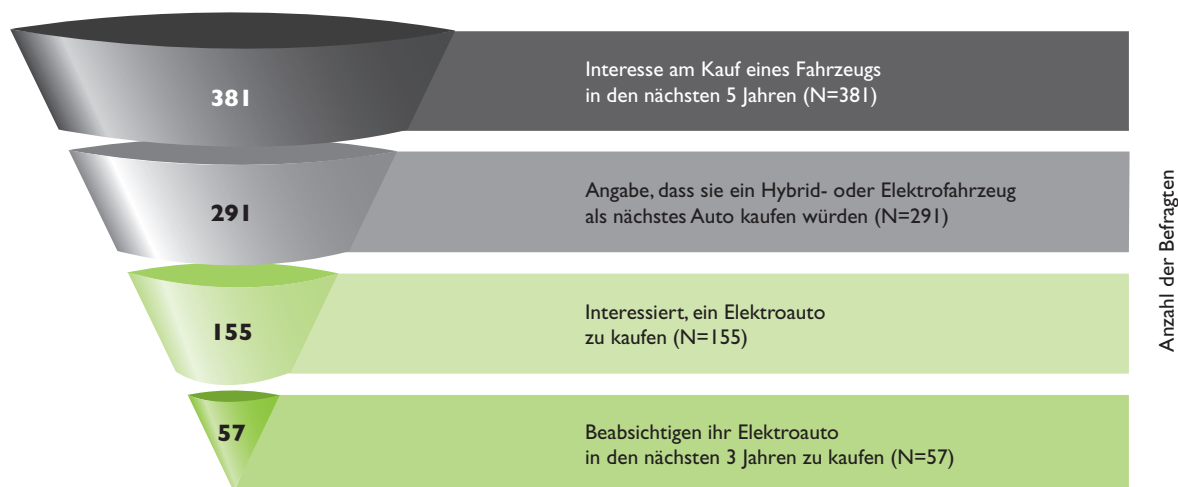 381
Interesse am Kauf eines Fahrzeugs
in den nächsten 5 Jahren (N=381)
291
Angabe, dass sie ein Hybrid- oder Elektrofahrzeug
als nächstes Auto kaufen würden (N=291)
155
Interessiert, ein Elektroauto
zu kaufen (N=155)
57
Beabsichtigen ihr Elektroauto
in den nächsten 3 Jahren zu kaufen (N=57)
Anzahl der Befragten